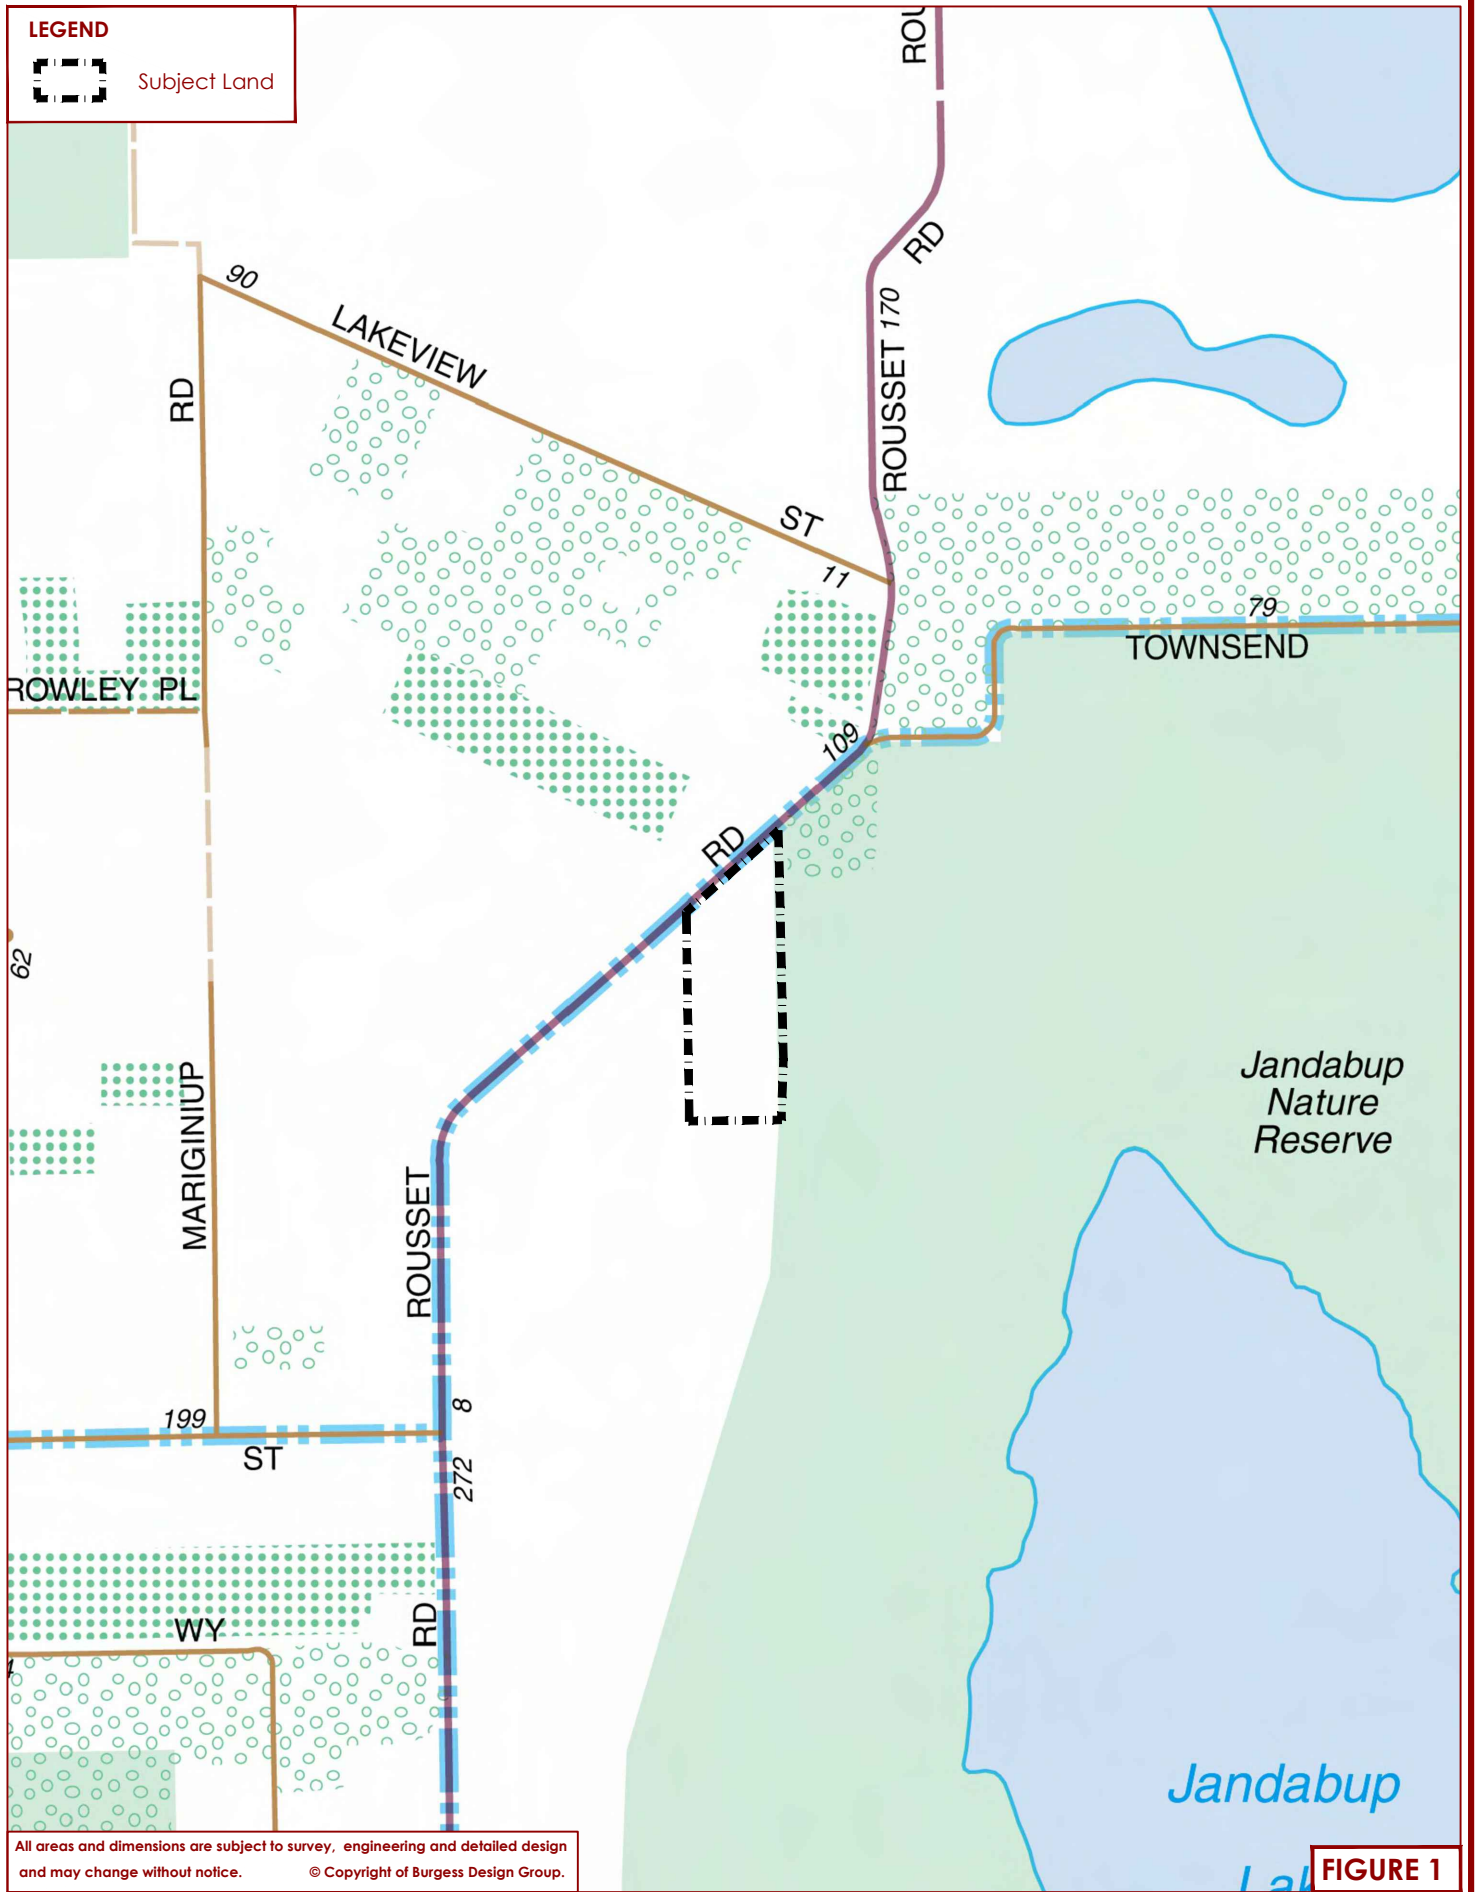 LEGEND
Subject Land
ROU
RD
90
LAKEVIEW
ST
11
RD
ROUSSET 170
79
TOWNSEND
ROWLEY PL
109
RD
62
MARIGINIUP
Jandabup
Nature
Reserve
ROUSSET
199
ST
8
272
WY
RD
4
Jandabup
Lak
All areas and dimensions are subject to survey, engineering and detailed design
and may change without notice. © Copyright of Burgess Design Group.
FIGURE 1